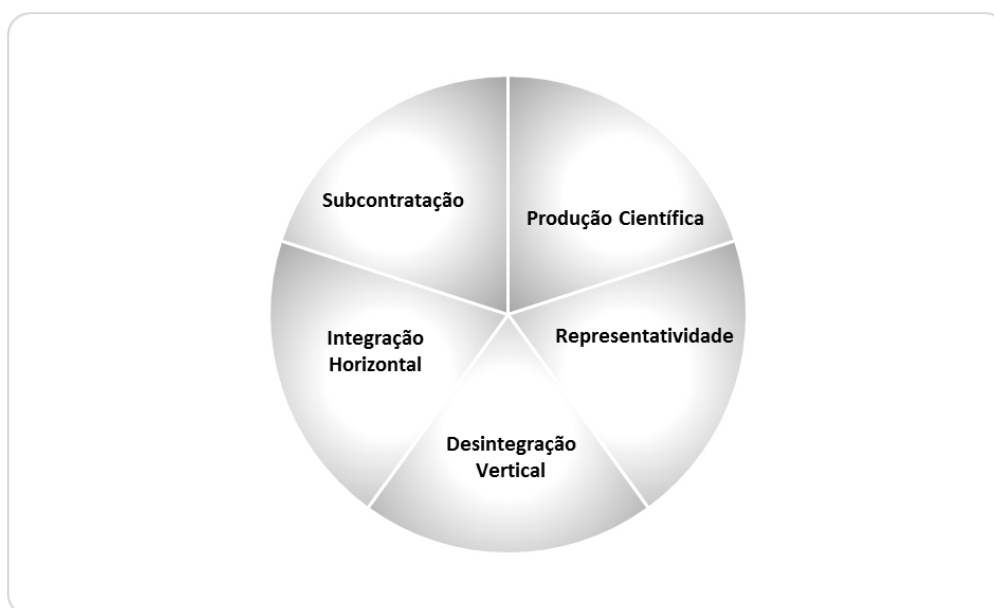 Subcontratação
Produção Científica
Integração
Horizontal
Representatividade
Desintegração
Vertical